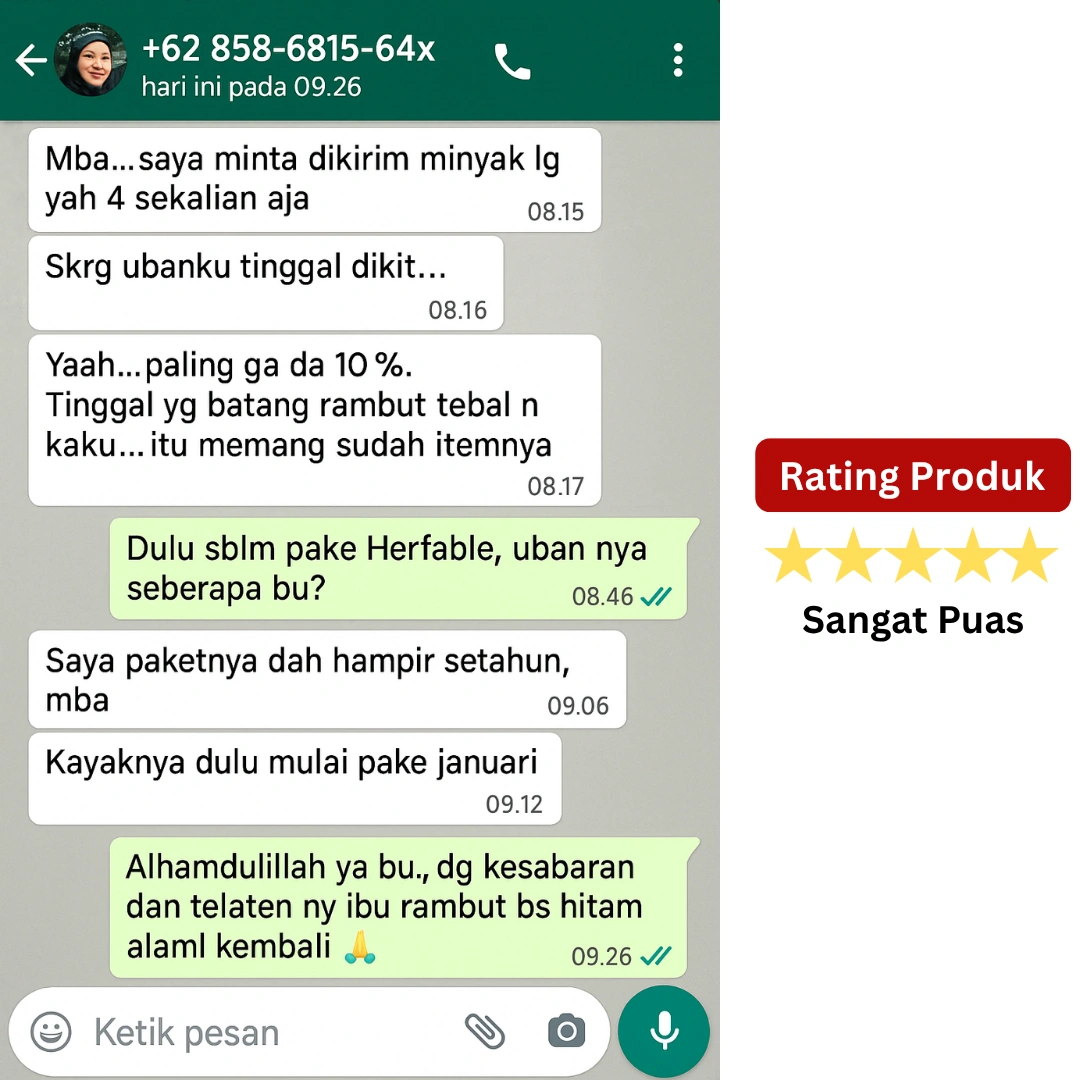 +62 858-6815-64x
hari ini pada 09.26
Mba...saya minta dikirim minyak lg
yah 4 sekalian aja
08.15
Skrg ubanku tinggal dikit...
08.16
Yaah...paling ga da 10 %.
Tinggal yg batang rambut tebal n
kaku...itu memang sudah itemnya
08.17
Dulu sblm pake Herfable, uban nya
seberapa bu?
08.46
Saya paketnya dah hampir setahun,
mba
09.06
Kayaknya dulu mulai pake januari
09.12
Alhamdulillah ya bu., dg kesabaran
dan telaten ny ibu rambut bs hitam
alaml kembali 🙏
09.26
Ketik pesan
Rating Produk
Sangat Puas